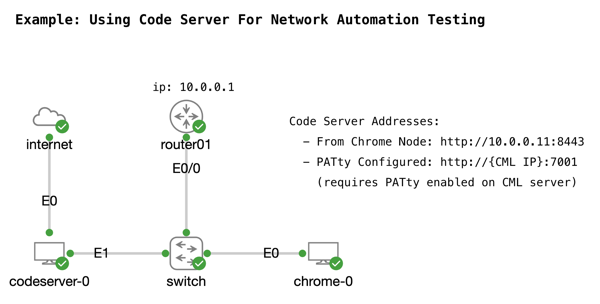 Example: Using Code Server For Network Automation Testing
ip: 10.0.0.1
internet
router01
Code Server Addresses:
- From Chrome Node: http://10.0.0.11:8443
- PATty Configured: http://{CML IP}:7001
(requires PATty enabled on CML server)
E0/0
E0
E1
E0
codeserver-0
switch
chrome-0